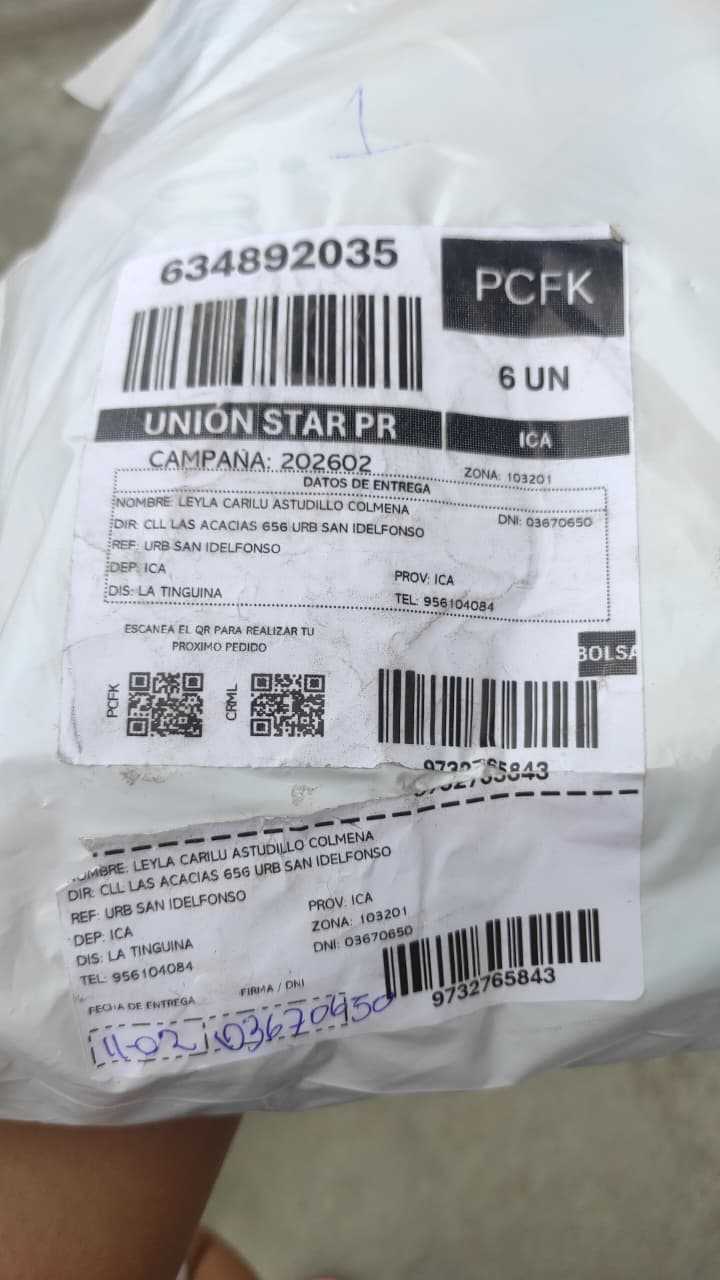 1
634892035
PCFK
6 UN
UNIÓN STAR PR
ICA
CAMPAÑA: 202602
ZONA: 103201
DATOS DE ENTREGA
NOMBRE: LEYLA CARILU ASTUDILLO COLMENA
DNI: 03670650
DIR: CLL LAS ACACIAS 656 URB SAN IDELFONSO
REF: URB SAN IDELFONSO
DEP: ICA
PROV: ICA
DIS: LA TINGUINA
TEL: 956104084
ESCANEA EL QR PARA REALIZAR TU
PROXIMO PEDIDO
BOLSA
PCFK
CRML
9732765843
NOMBRE: LEYLA CARILU ASTUDILLO COLMENA
DIR: CLL LAS ACACIAS 656 URB SAN IDELFONSO
REF: URB SAN IDELFONSO
PROV: ICA
DEP: ICA
ZONA: 103201
DIS: LA TINGUINA
DNI: 03670650
TEL: 956104084
9732765843
FECHA DE ENTREGA
FIRMA / DNI
11-02 03670650